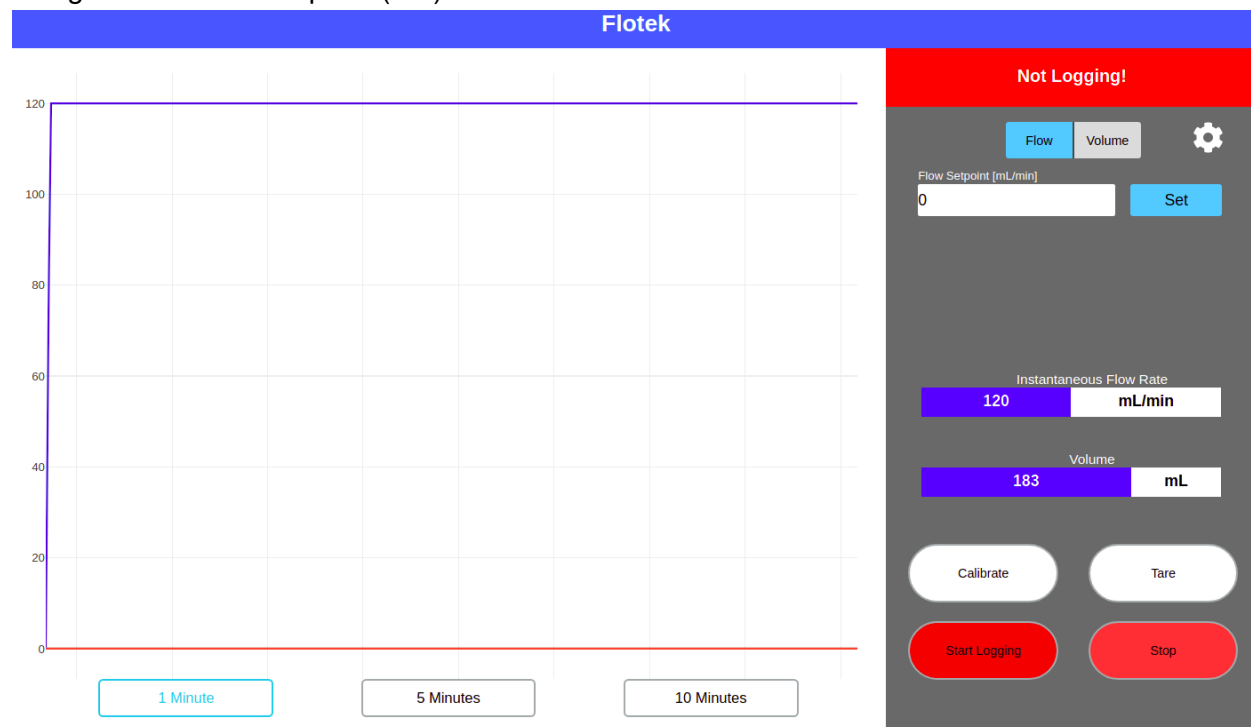 Flotek
Not Logging!
Flow Volume
Flow Setpoint [mL/min]
0 Set
120
100
80
60
40
20
0
Instantaneous Flow Rate
120 mL/min
Volume
183 mL
Calibrate Tare
Start Logging Stop
1 Minute 5 Minutes 10 Minutes